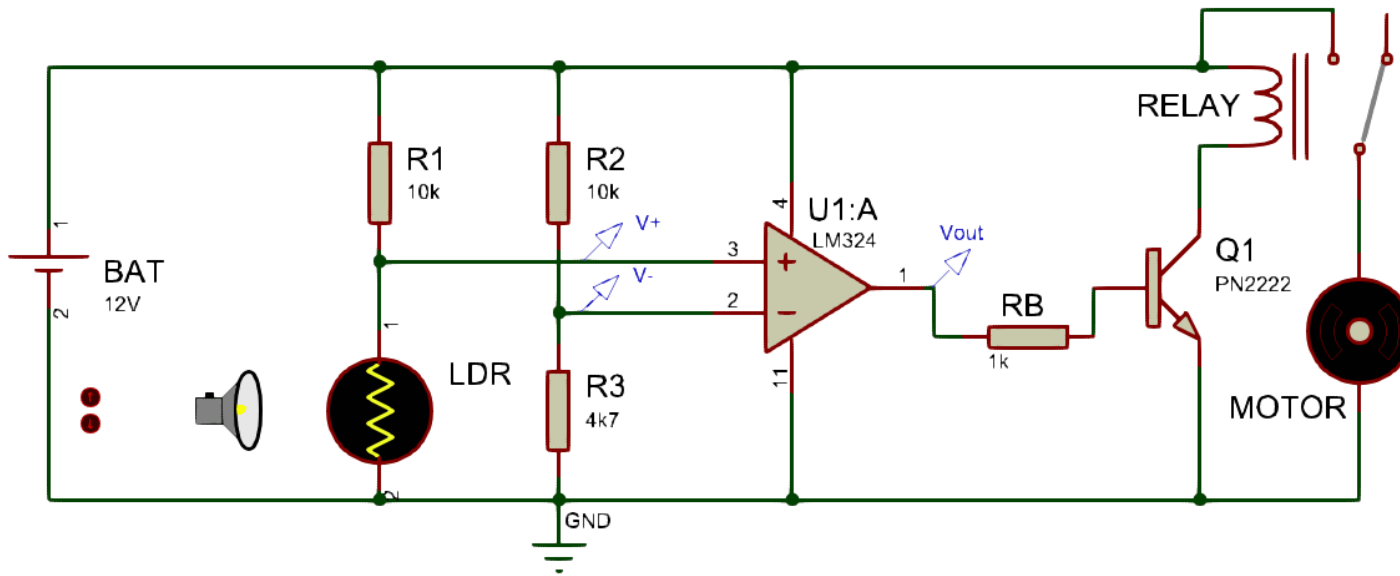 RELAY
R1
10k
R2
10k
1
BAT
12V
2
V+
V-
4
U1:A
LM324
3
+
2
−
1
11
Vout
RB
1k
Q1
PN2222
1
LDR
2
R3
4k7
MOTOR
GND